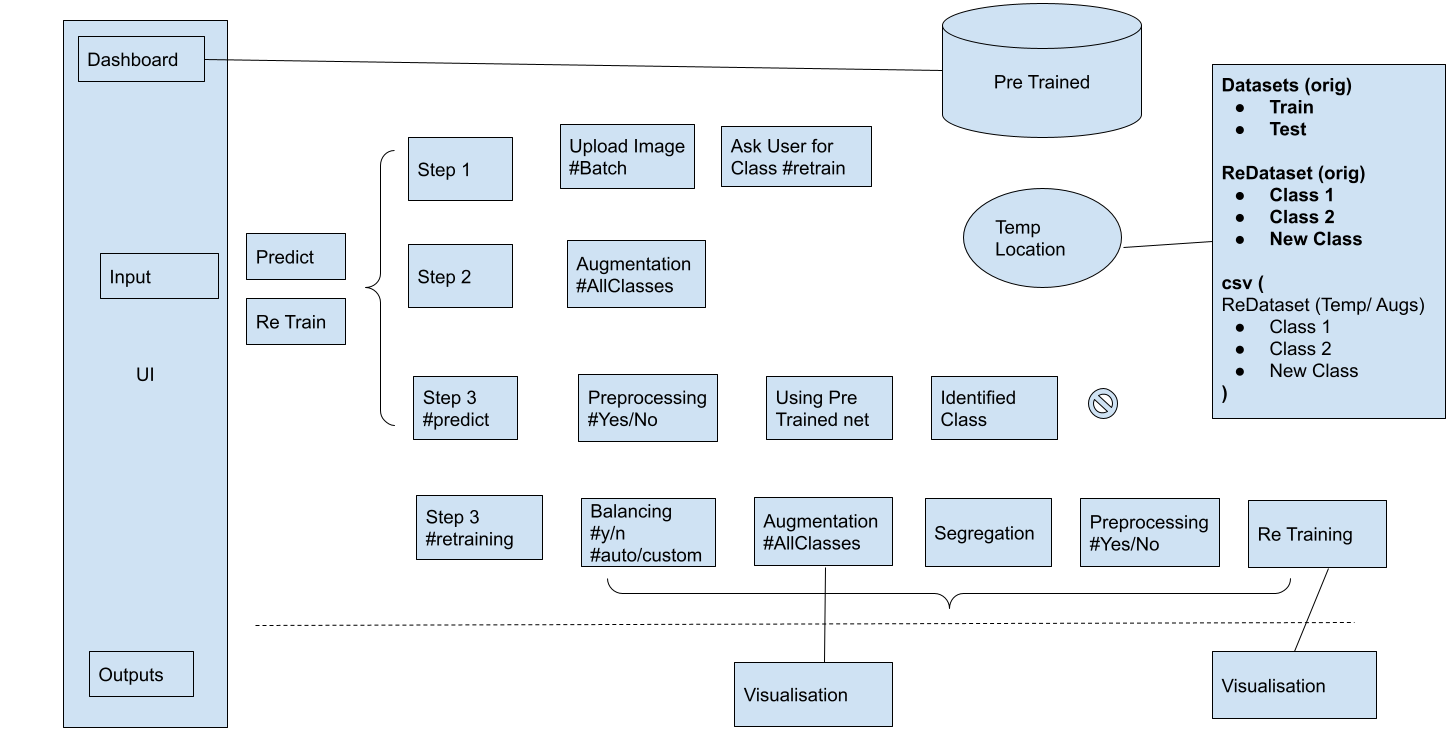 Dashboard
Pre Trained
Datasets (orig)
● Train
● Test
ReDataset (orig)
● Class 1
● Class 2
● New Class
csv (
ReDataset (Temp/ Augs)
● Class 1
● Class 2
● New Class
)
Step 1
Upload Image
#Batch
Ask User for
Class #retrain
Temp
Location
Predict
Input
Re Train
UI
Step 2
Augmentation
#AllClasses
Step 3
#predict
Preprocessing
#Yes/No
Using Pre
Trained net
Identified
Class
Step 3
#retraining
Balancing
#y/n
#auto/custom
Augmentation
#AllClasses
Segregation
Preprocessing
#Yes/No
Re Training
Outputs
Visualisation
Visualisation